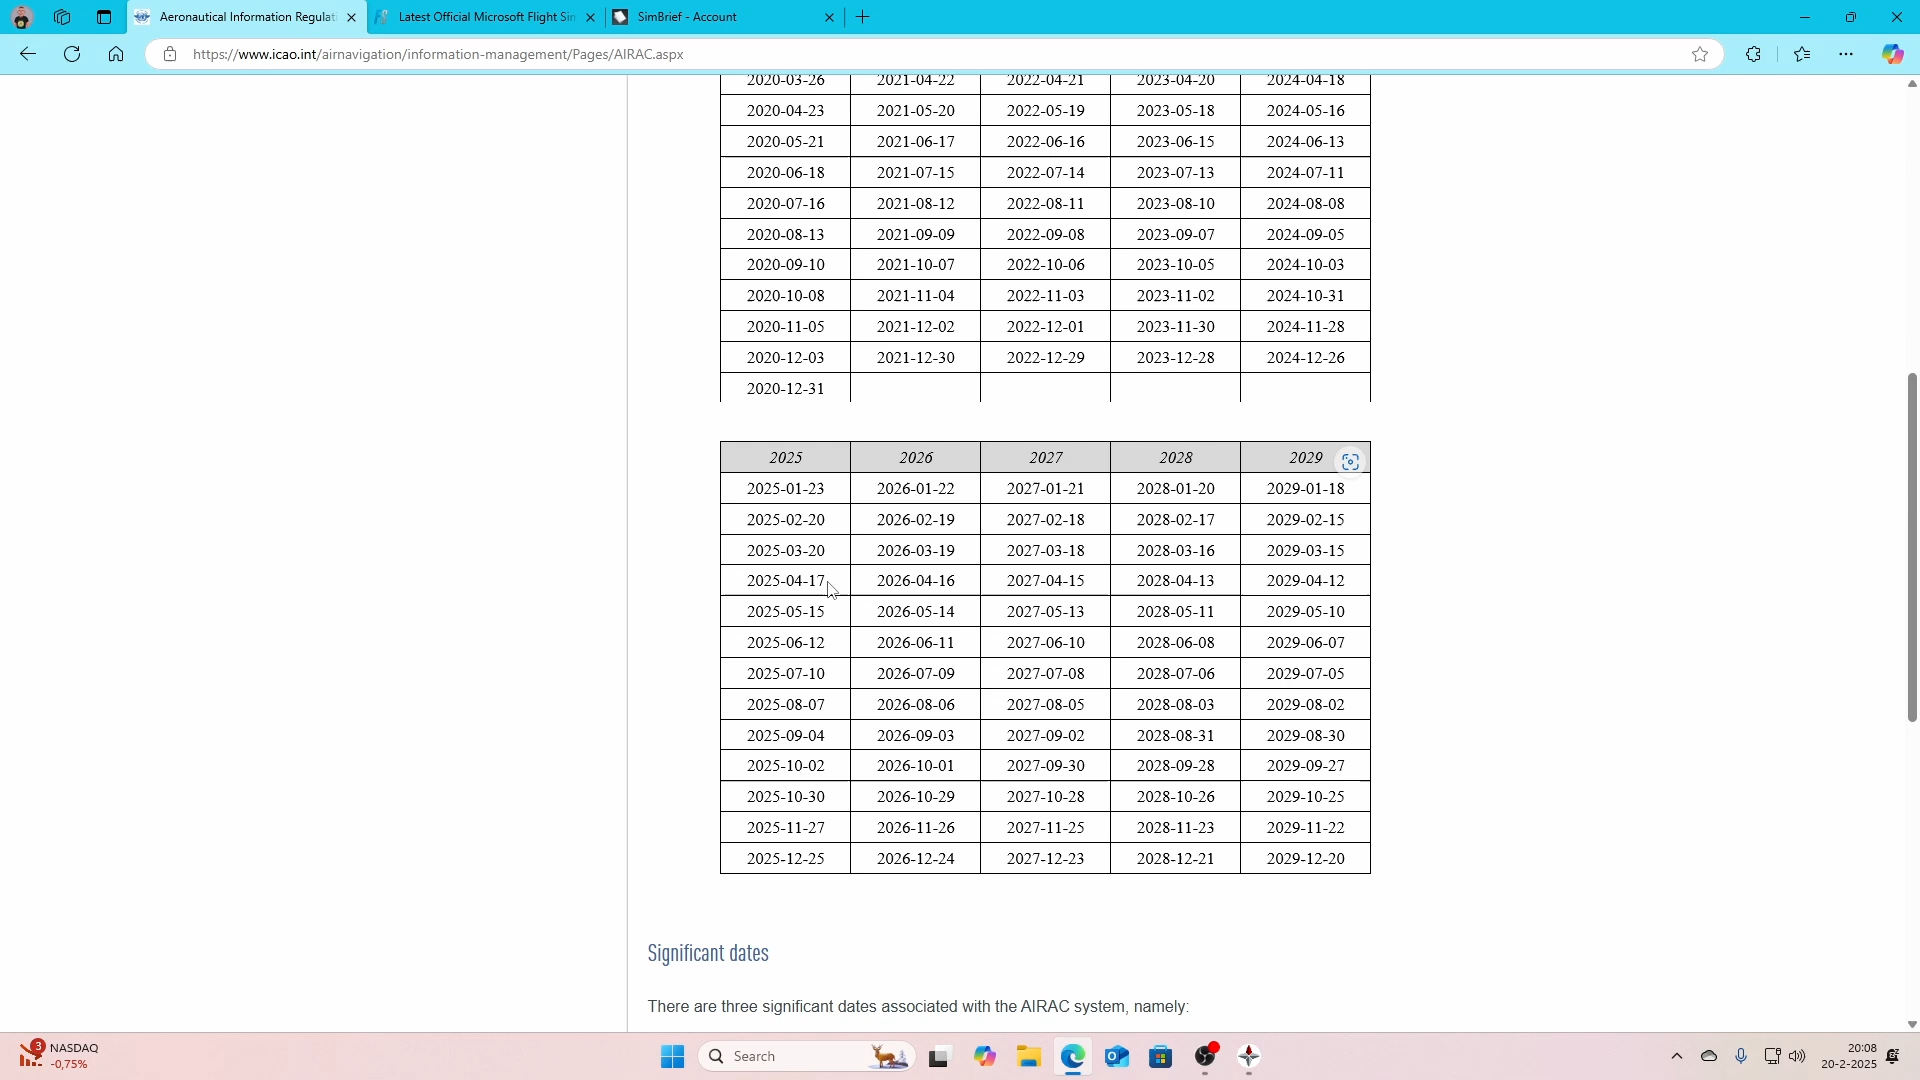 Aeronautical Information Regulati
Latest Official Microsoft Flight Sim
SimBrief - Account
https://www.icao.int/airnavigation/information-management/Pages/AIRAC.aspx
2020-03-26 2021-04-22 2022-04-21 2023-04-20 2024-04-18
2020-04-23 2021-05-20 2022-05-19 2023-05-18 2024-05-16
2020-05-21 2021-06-17 2022-06-16 2023-06-15 2024-06-13
2020-06-18 2021-07-15 2022-07-14 2023-07-13 2024-07-11
2020-07-16 2021-08-12 2022-08-11 2023-08-10 2024-08-08
2020-08-13 2021-09-09 2022-09-08 2023-09-07 2024-09-05
2020-09-10 2021-10-07 2022-10-06 2023-10-05 2024-10-03
2020-10-08 2021-11-04 2022-11-03 2023-11-02 2024-10-31
2020-11-05 2021-12-02 2022-12-01 2023-11-30 2024-11-28
2020-12-03 2021-12-30 2022-12-29 2023-12-28 2024-12-26
2020-12-31
2025 2026 2027 2028 2029
2025-01-23 2026-01-22 2027-01-21 2028-01-20 2029-01-18
2025-02-20 2026-02-19 2027-02-18 2028-02-17 2029-02-15
2025-03-20 2026-03-19 2027-03-18 2028-03-16 2029-03-15
2025-04-17 2026-04-16 2027-04-15 2028-04-13 2029-04-12
2025-05-15 2026-05-14 2027-05-13 2028-05-11 2029-05-10
2025-06-12 2026-06-11 2027-06-10 2028-06-08 2029-06-07
2025-07-10 2026-07-09 2027-07-08 2028-07-06 2029-07-05
2025-08-07 2026-08-06 2027-08-05 2028-08-03 2029-08-02
2025-09-04 2026-09-03 2027-09-02 2028-08-31 2029-08-30
2025-10-02 2026-10-01 2027-09-30 2028-09-28 2029-09-27
2025-10-30 2026-10-29 2027-10-28 2028-10-26 2029-10-25
2025-11-27 2026-11-26 2027-11-25 2028-11-23 2029-11-22
2025-12-25 2026-12-24 2027-12-23 2028-12-21 2029-12-20
Significant dates
There are three significant dates associated with the AIRAC system, namely:
3
NASDAQ
-0,75%
Search
20:08
20-2-2025